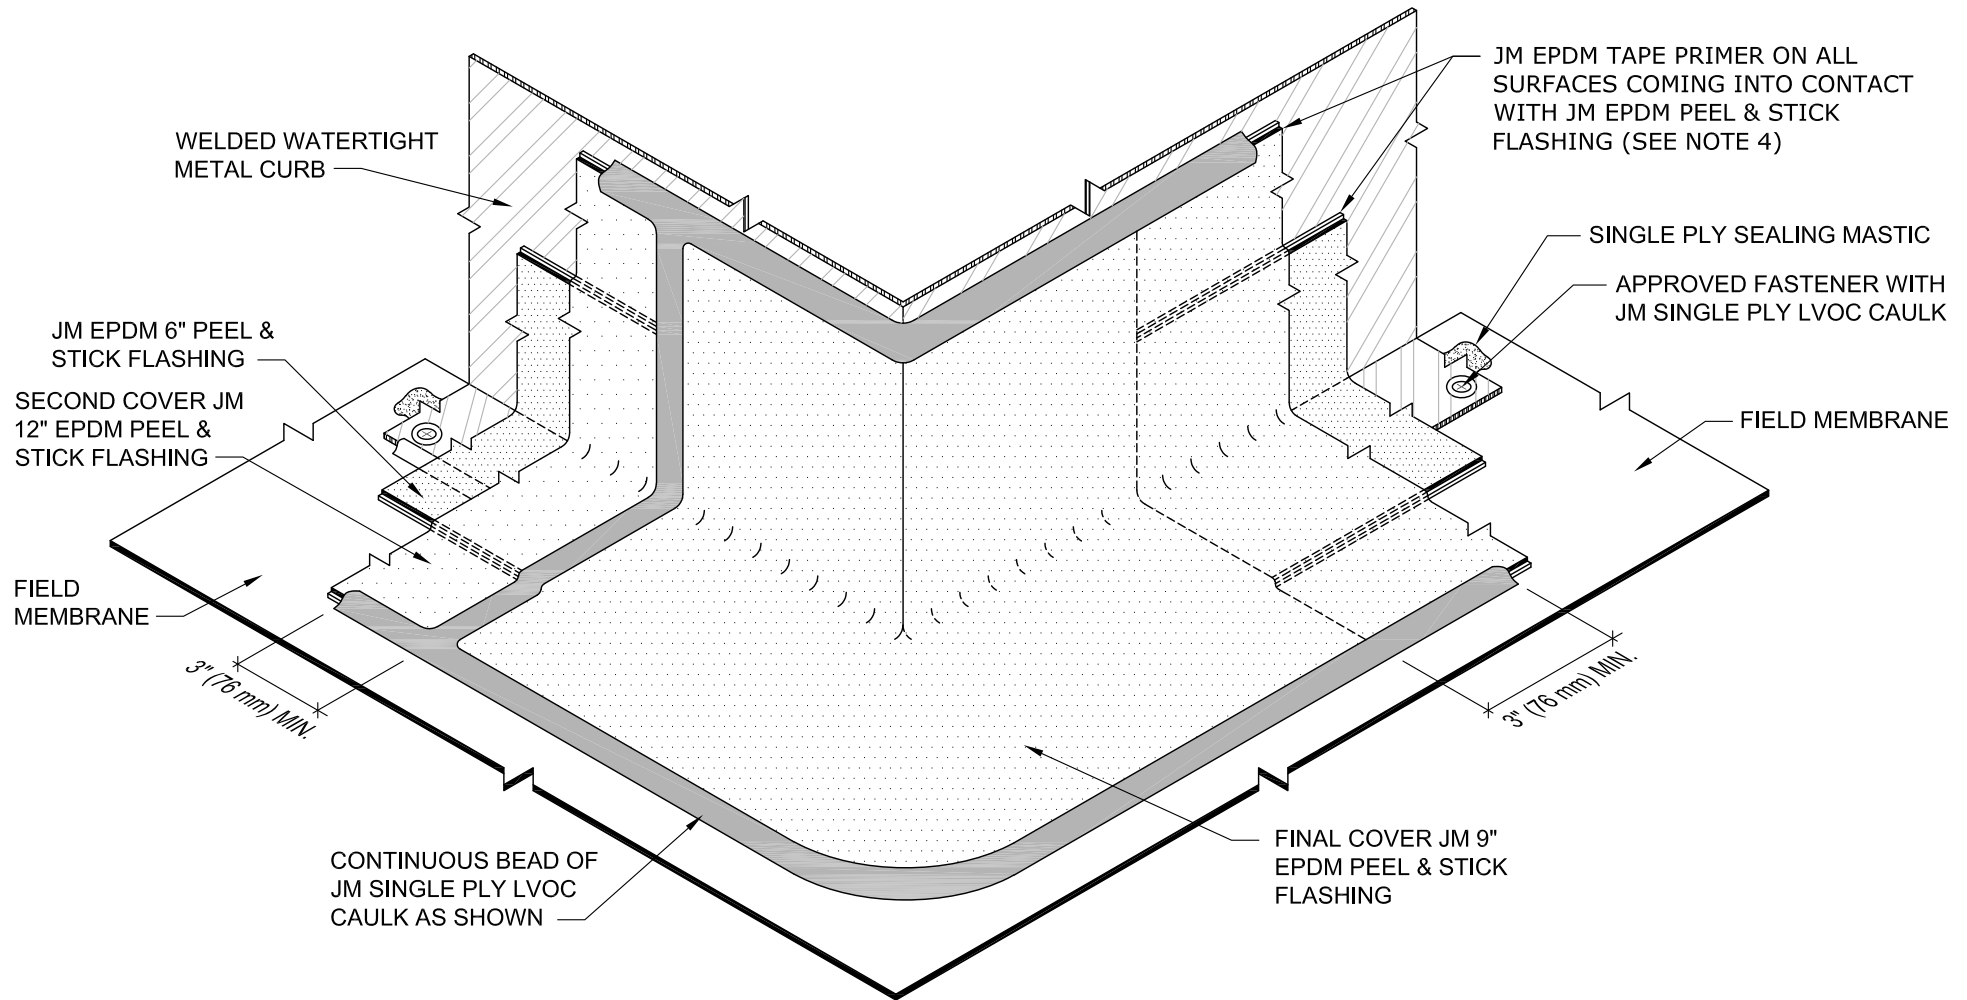 WELDED WATERTIGHT
METAL CURB
JM EPDM TAPE PRIMER ON ALL
SURFACES COMING INTO CONTACT
WITH JM EPDM PEEL & STICK
FLASHING (SEE NOTE 4)
SINGLE PLY SEALING MASTIC
APPROVED FASTENER WITH
JM SINGLE PLY LVOC CAULK
JM EPDM 6" PEEL &
STICK FLASHING
SECOND COVER JM
12" EPDM PEEL &
STICK FLASHING
FIELD MEMBRANE
FIELD
MEMBRANE
3" (76 mm) MIN.
3" (76 mm) MIN.
CONTINUOUS BEAD OF
JM SINGLE PLY LVOC
CAULK AS SHOWN
FINAL COVER JM 9"
EPDM PEEL & STICK
FLASHING